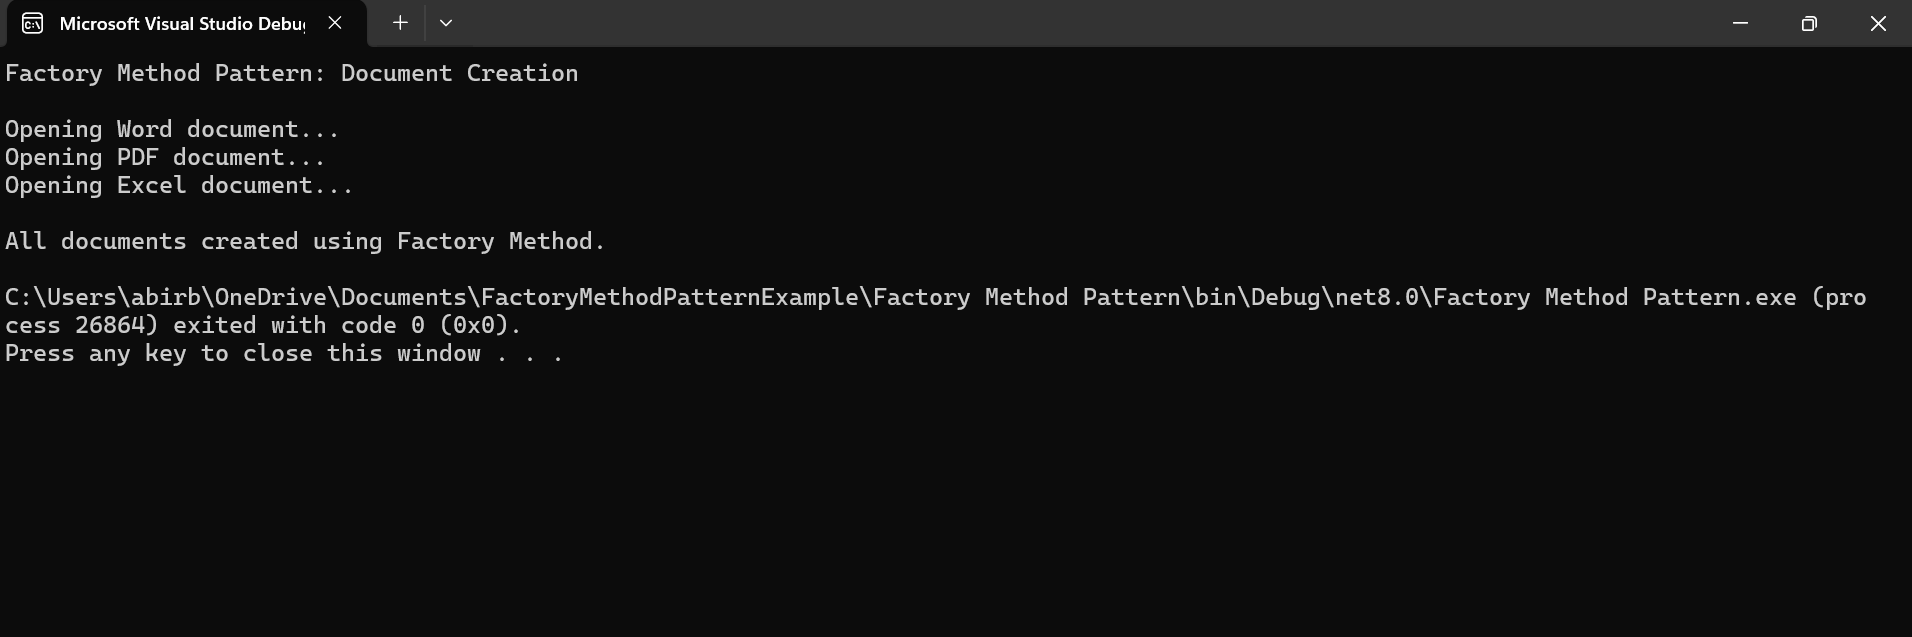 Microsoft Visual Studio Debu
Factory Method Pattern: Document Creation
Opening Word document...
Opening PDF document...
Opening Excel document...
All documents created using Factory Method.
C:\Users\abirb\OneDrive\Documents\FactoryMethodPatternExample\Factory Method Pattern\bin\Debug\net8.0\Factory Method Pattern.exe (pro
cess 26864) exited with code 0 (0x0).
Press any key to close this window . . .